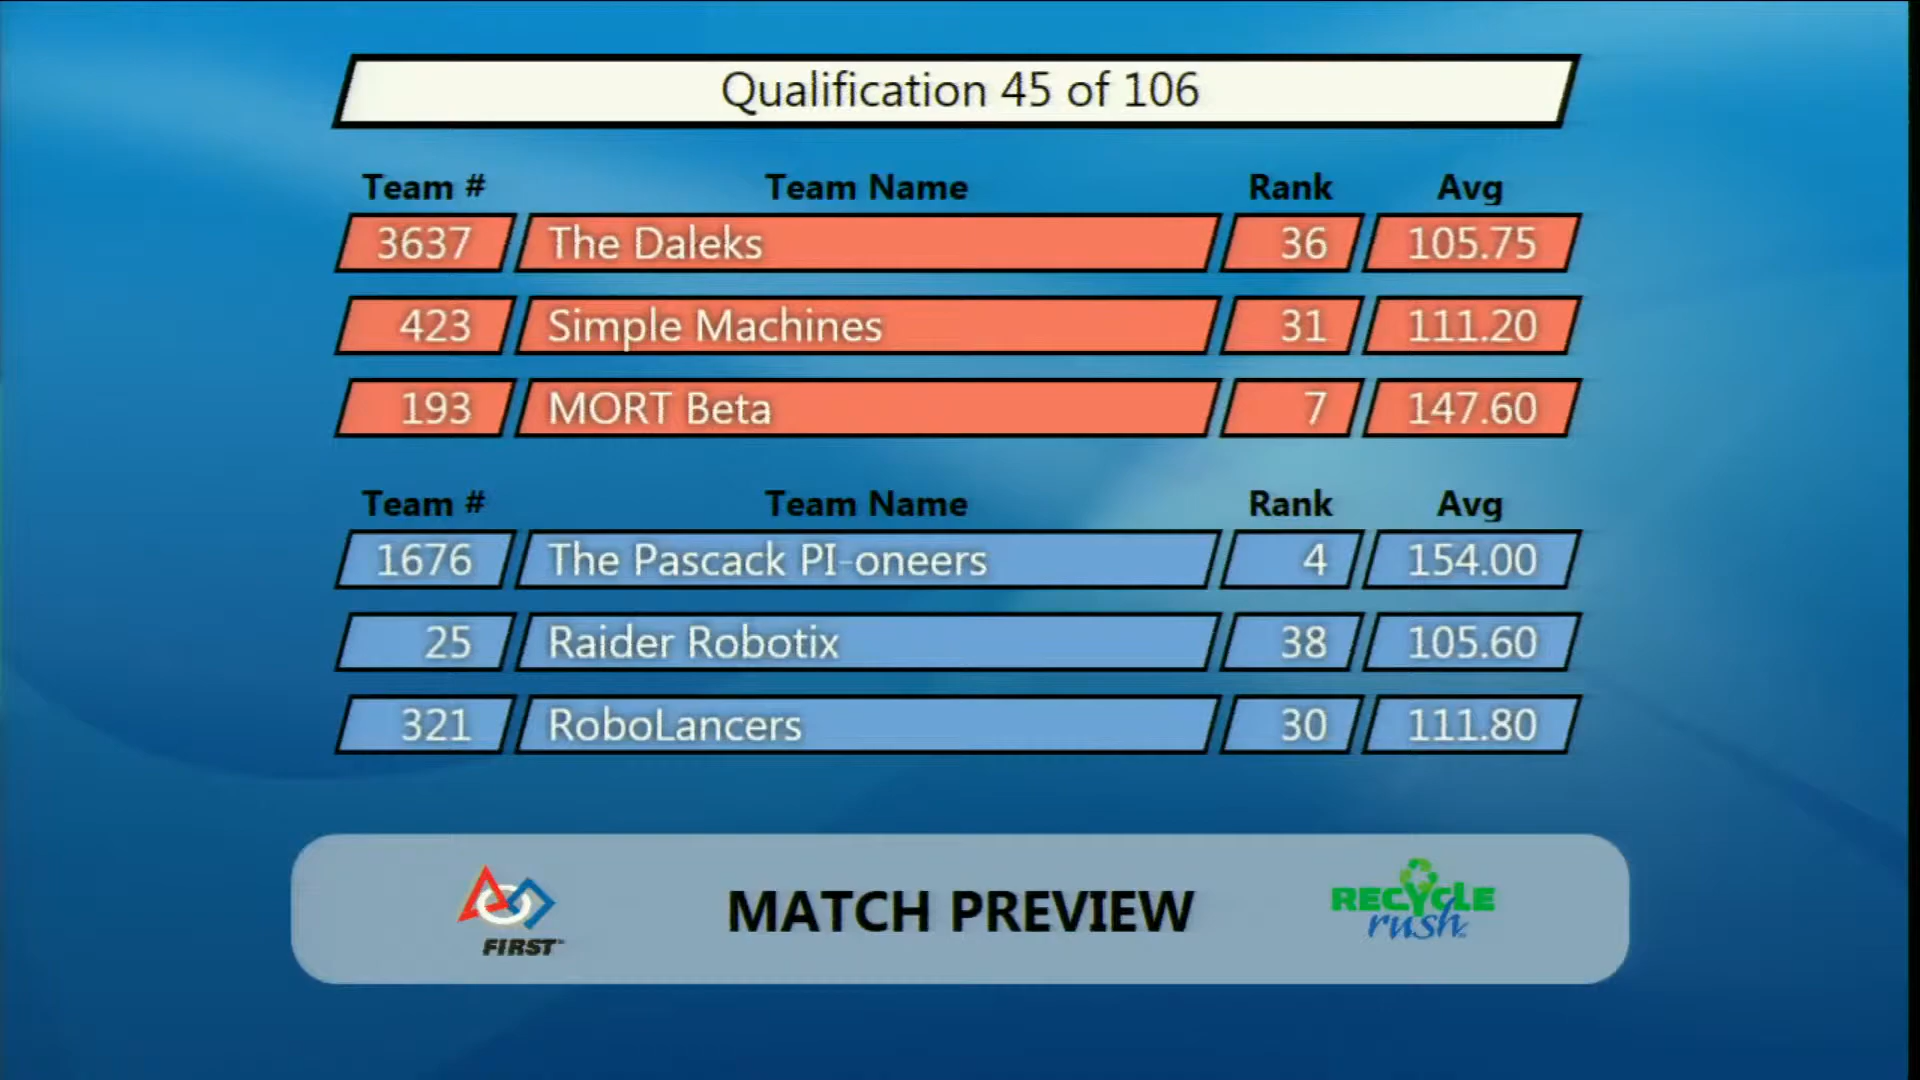 Qualification 45 of 106
Team # Team Name Rank Avg
3637 The Daleks 36 105.75
423 Simple Machines 31 111.20
193 MORT Beta 7 147.60
Team # Team Name Rank Avg
1676 The Pascack PI-oneers 4 154.00
25 Raider Robotix 38 105.60
321 RoboLancers 30 111.80
FIRST
MATCH PREVIEW
RECYCLE
rush